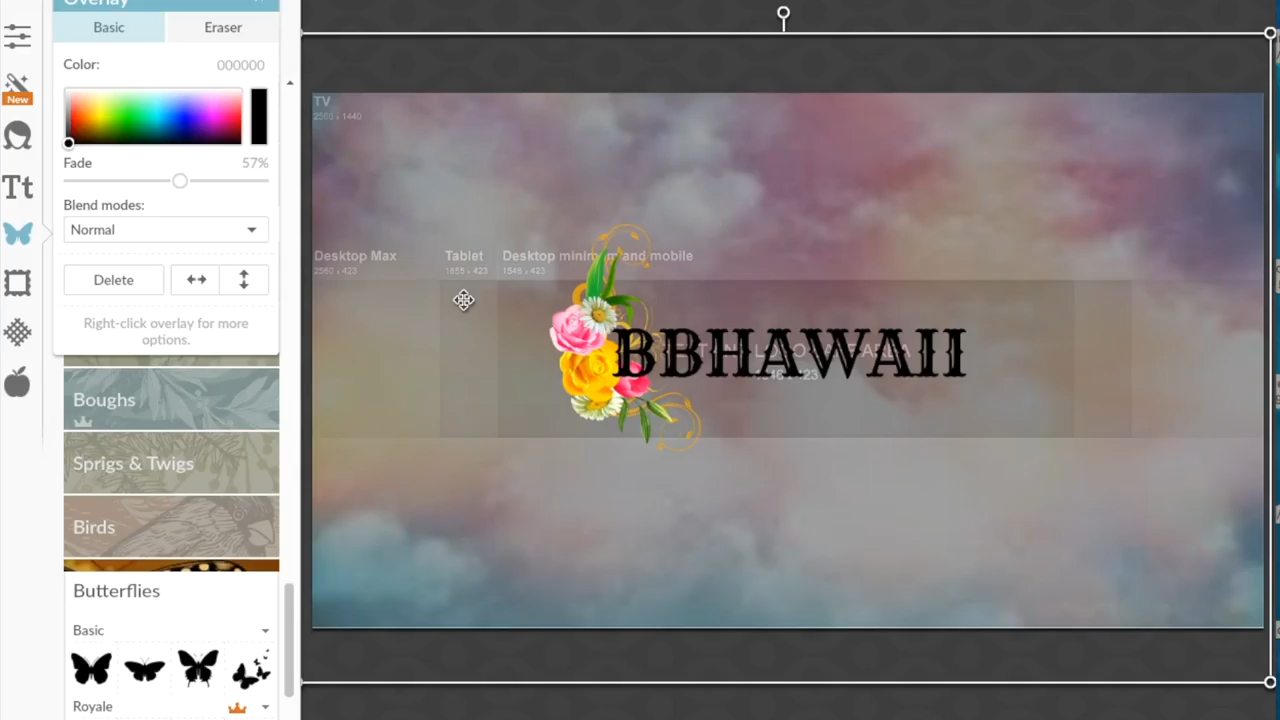 Overlay
Basic
Eraser
Color:
000000
New
Fade
57%
Tt
Blend modes:
Normal
Delete
Right-click overlay for more
options.
Boughs
Sprigs & Twigs
Birds
Butterflies
Basic
Royale
TV
2560 x 1440
Desktop Max
2560 x 423
Tablet
1855 x 423
Desktop minimum and mobile
1546 x 423
BBHAWAII
1546 x 423